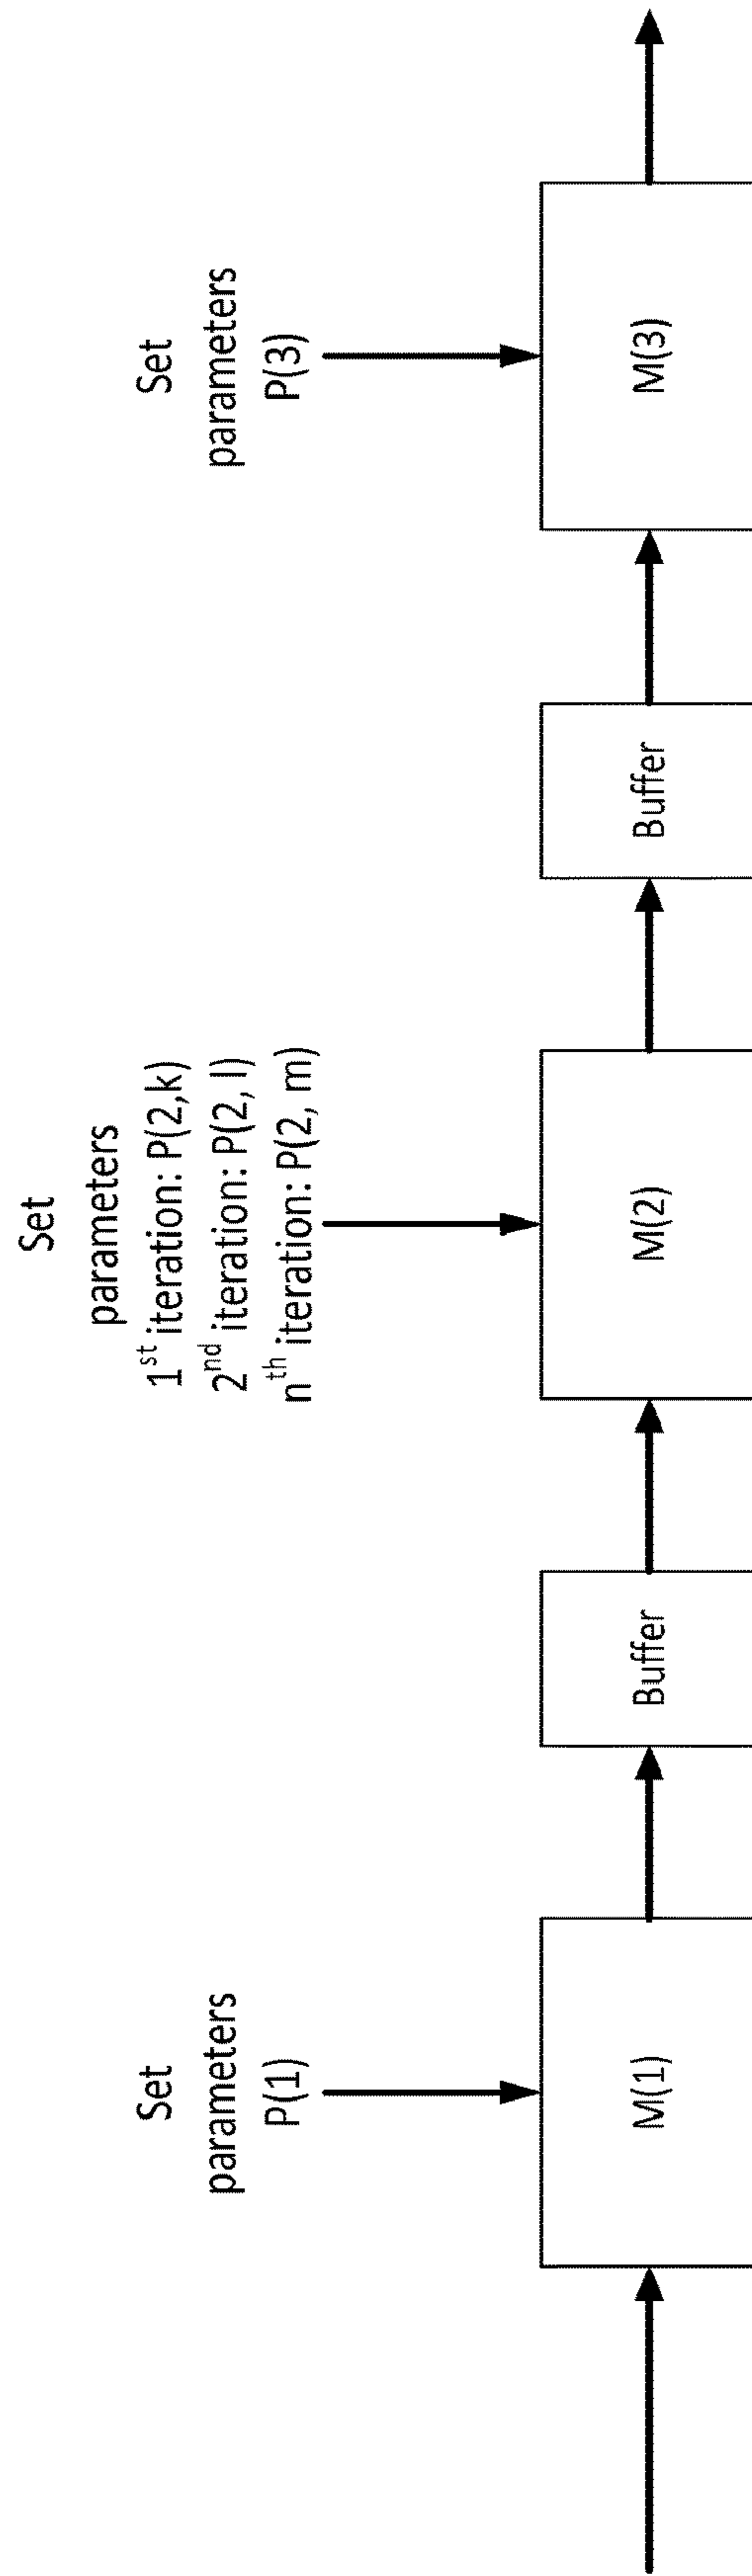 Set
parameters
P(1)
M(1)
Buffer
Set
parameters
1st iteration: P(2,k)
2nd iteration: P(2, l)
nth iteration: P(2, m)
M(2)
Buffer
Set
parameters
P(3)
M(3)